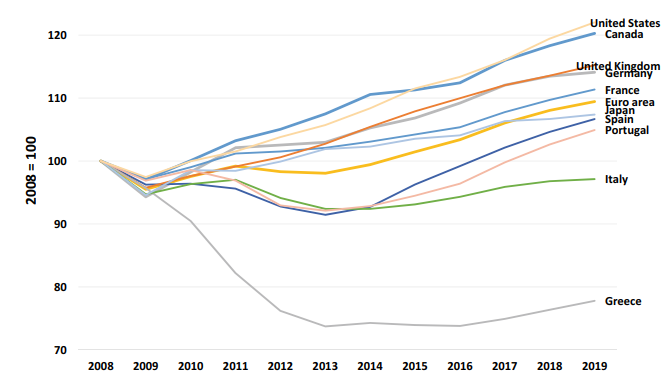 2008 = 100
120
110
100
90
80
70
United States
Canada
United Kingdom
Germany
France
Euro area
Japan
Spain
Portugal
Italy
Greece
2008 2009 2010 2011 2012 2013 2014 2015 2016 2017 2018 2019